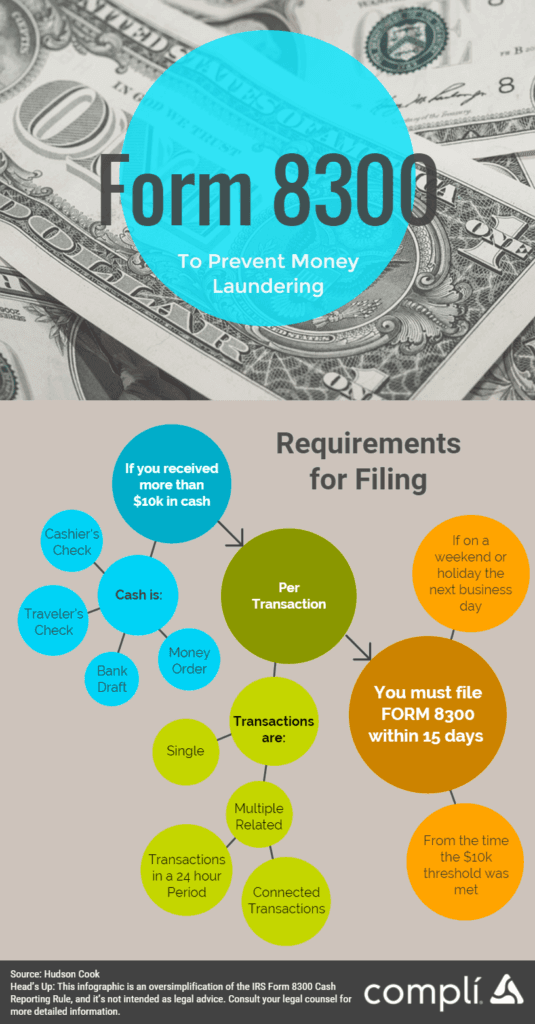 Form 8300
To Prevent Money
Laundering
Requirements
for Filing
If you received
more than
$10k in cash
Cash is:
Cashier's
Check
Traveler's
Check
Bank
Draft
Money
Order
Per
Transaction
Transactions
are:
Single
Multiple
Related
Transactions
in a 24 hour
Period
Connected
Transactions
You must file
FORM 8300
within 15 days
If on a
weekend or
holiday the
next business
day
From the time
the $10k
threshold was
met
Source: Hudson Cook
Head's Up: This infographic is an oversimplification of the IRS Form 8300 Cash
Reporting Rule, and it's not intended as legal advice. Consult your legal counsel for
more detailed information.
complí